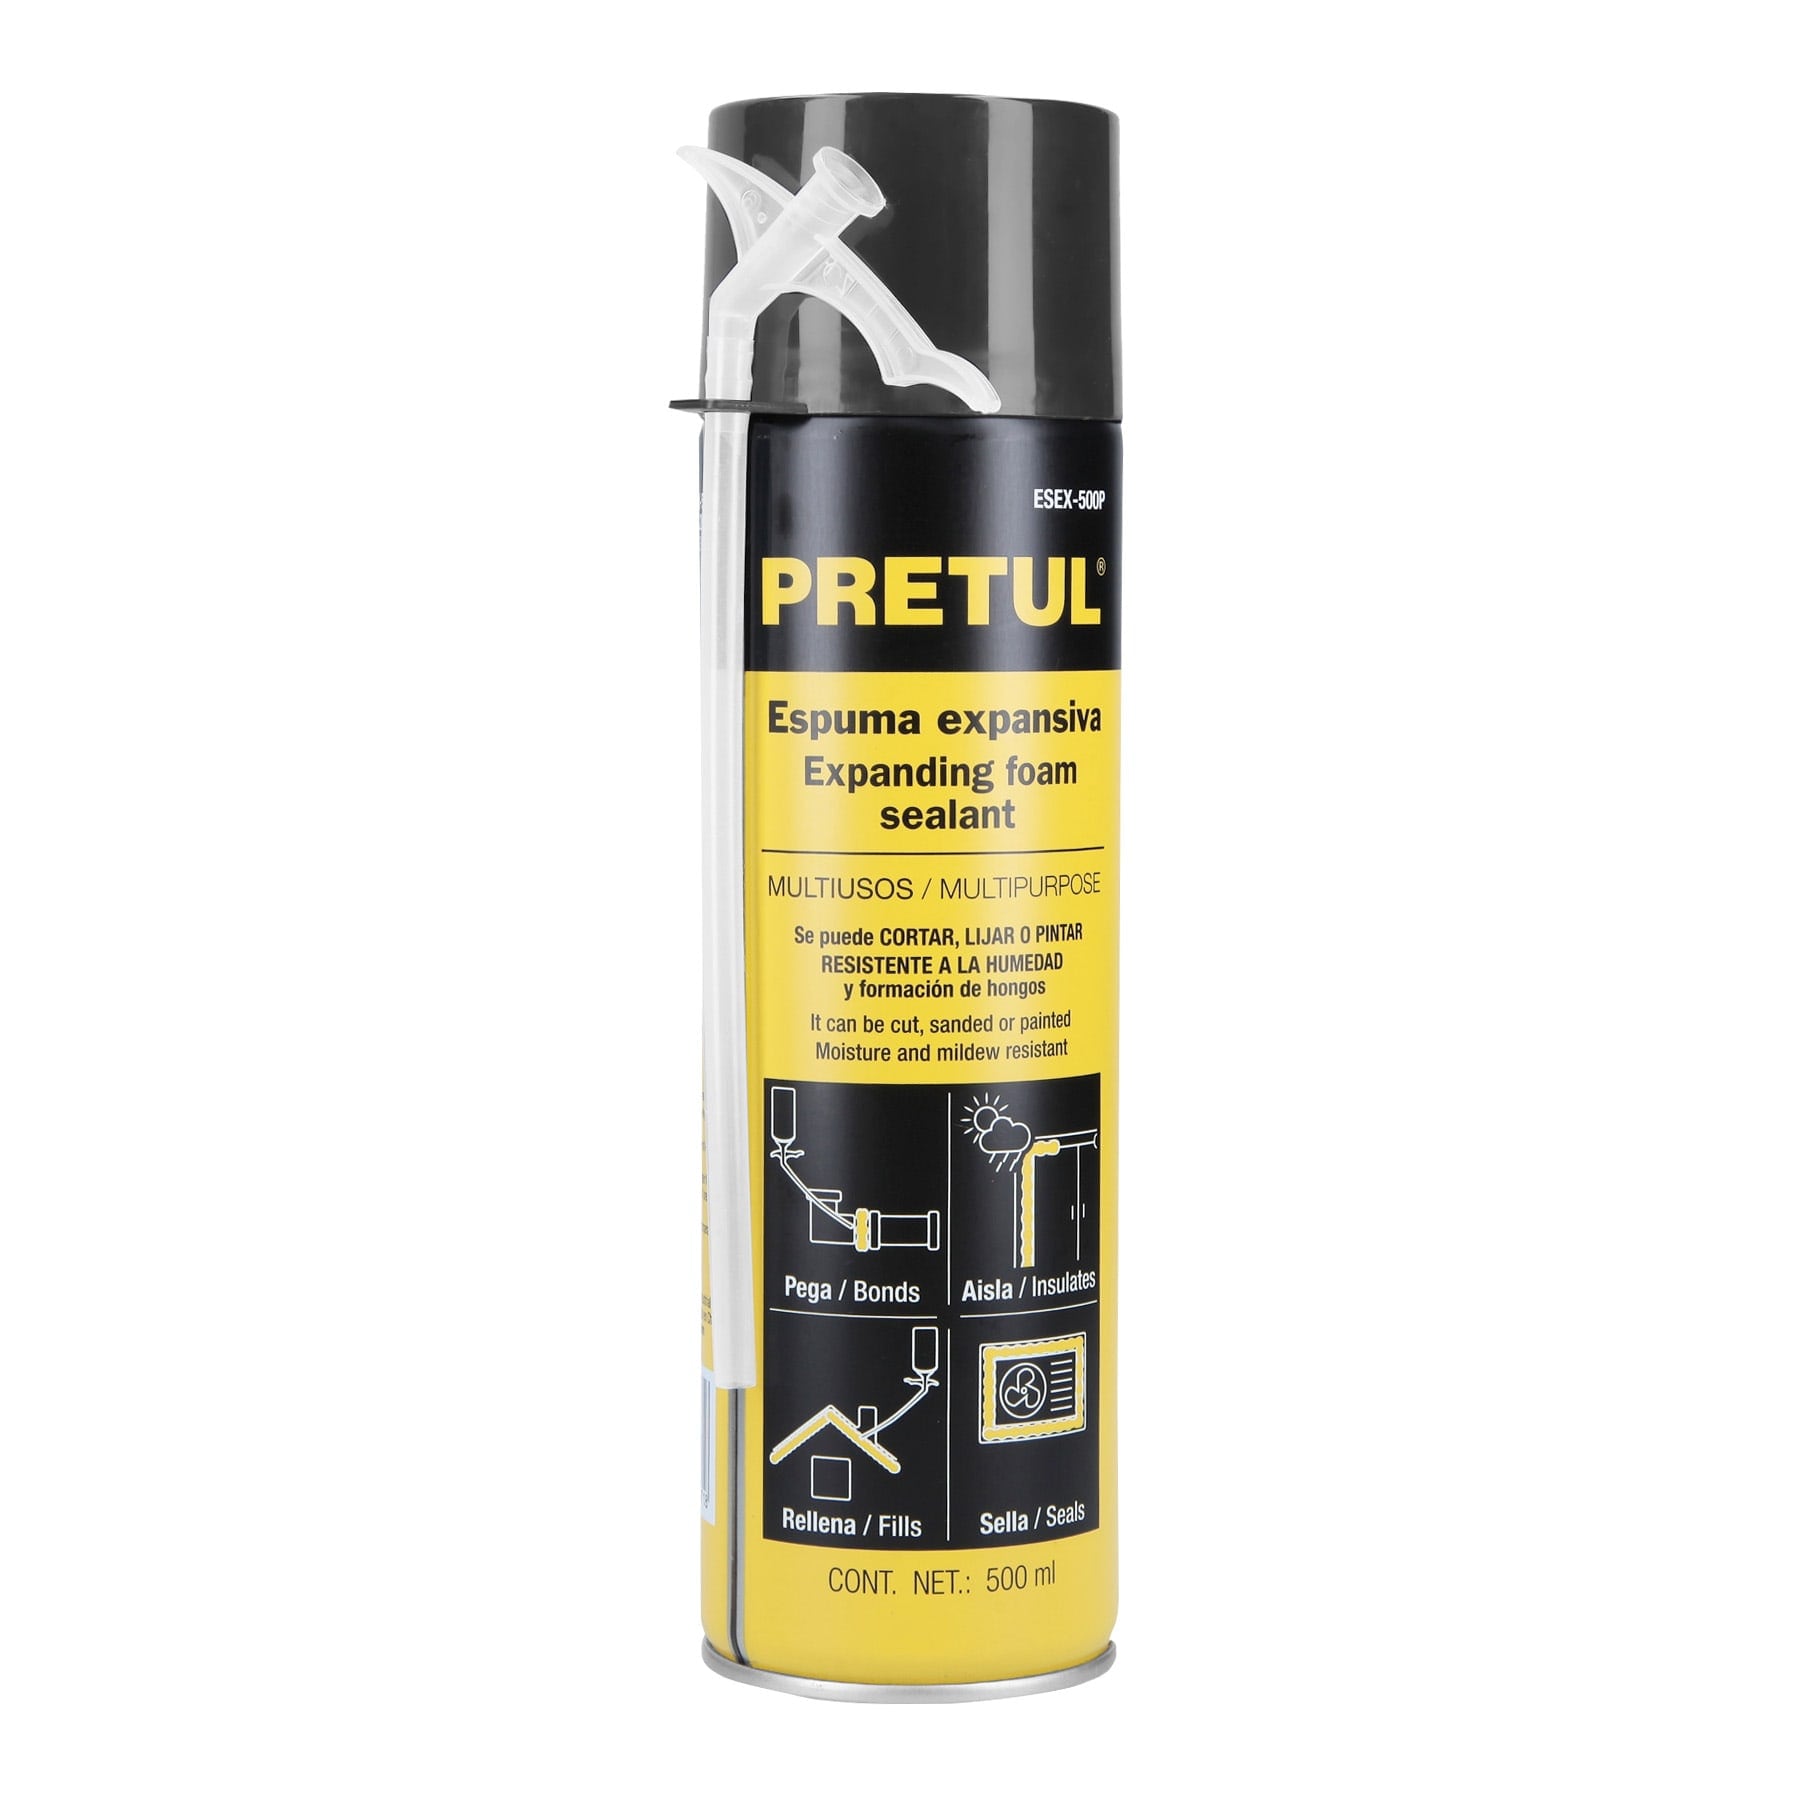 ESEX-500P
PRETUL®
Espuma expansiva
Expanding foam
sealant
MULTIUSOS / MULTIPURPOSE
Se puede CORTAR, LIJAR O PINTAR
RESISTENTE A LA HUMEDAD
y formación de hongos
It can be cut, sanded or painted
Moisture and mildew resistant
Pega / Bonds
Aisla / Insulates
Rellena / Fills
Sella / Seals
CONT. NET.: 500 ml